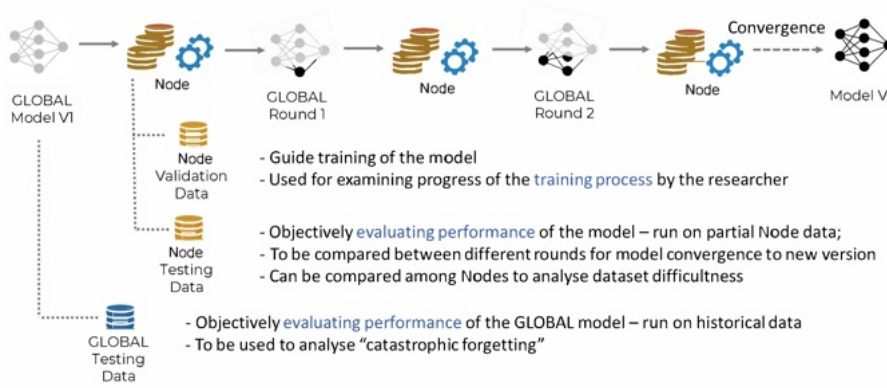 Convergence
GLOBAL
Model V1
Node
GLOBAL
Round 1
Node
GLOBAL
Round 2
Node
Model V
Node
Validation
Data
- Guide training of the model
- Used for examining progress of the training process by the researcher
Node
Testing
Data
- Objectively evaluating performance of the model – run on partial Node data;
- To be compared between different rounds for model convergence to new version
- Can be compared among Nodes to analyse dataset difficultness
GLOBAL
Testing
Data
- Objectively evaluating performance of the GLOBAL model – run on historical data
- To be used to analyse “catastrophic forgetting”